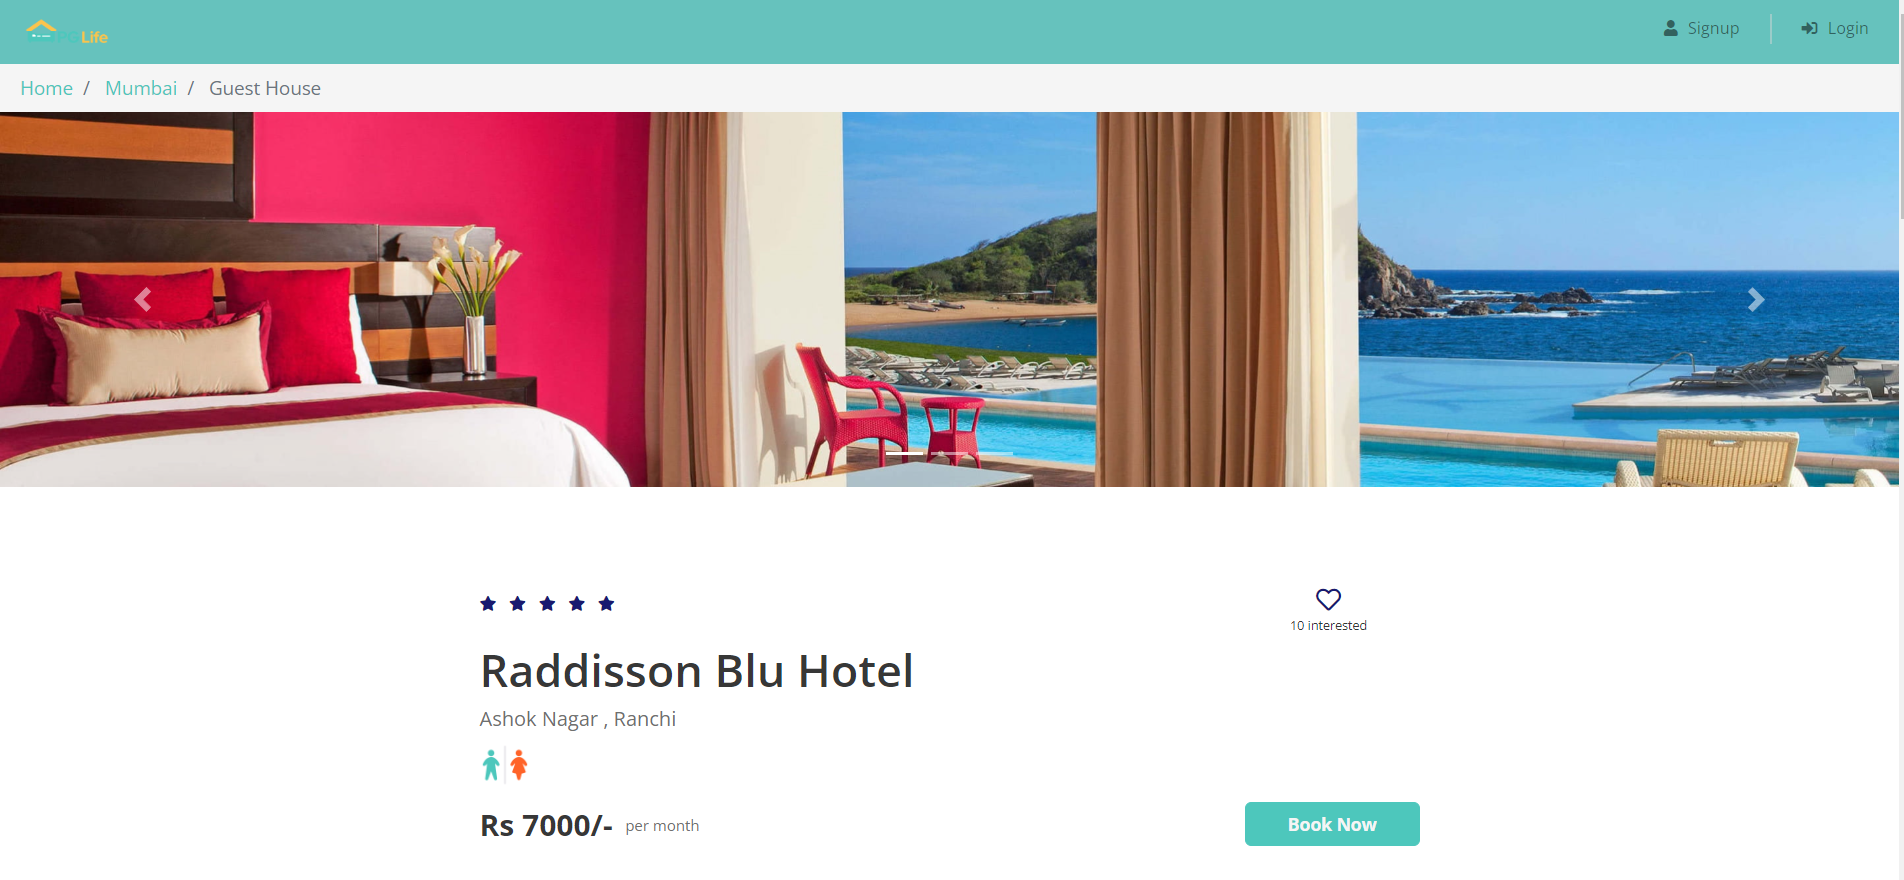 Life
Signup
Login
Home / Mumbai / Guest House
10 interested
Raddisson Blu Hotel
Ashok Nagar , Ranchi
Rs 7000/- per month
Book Now